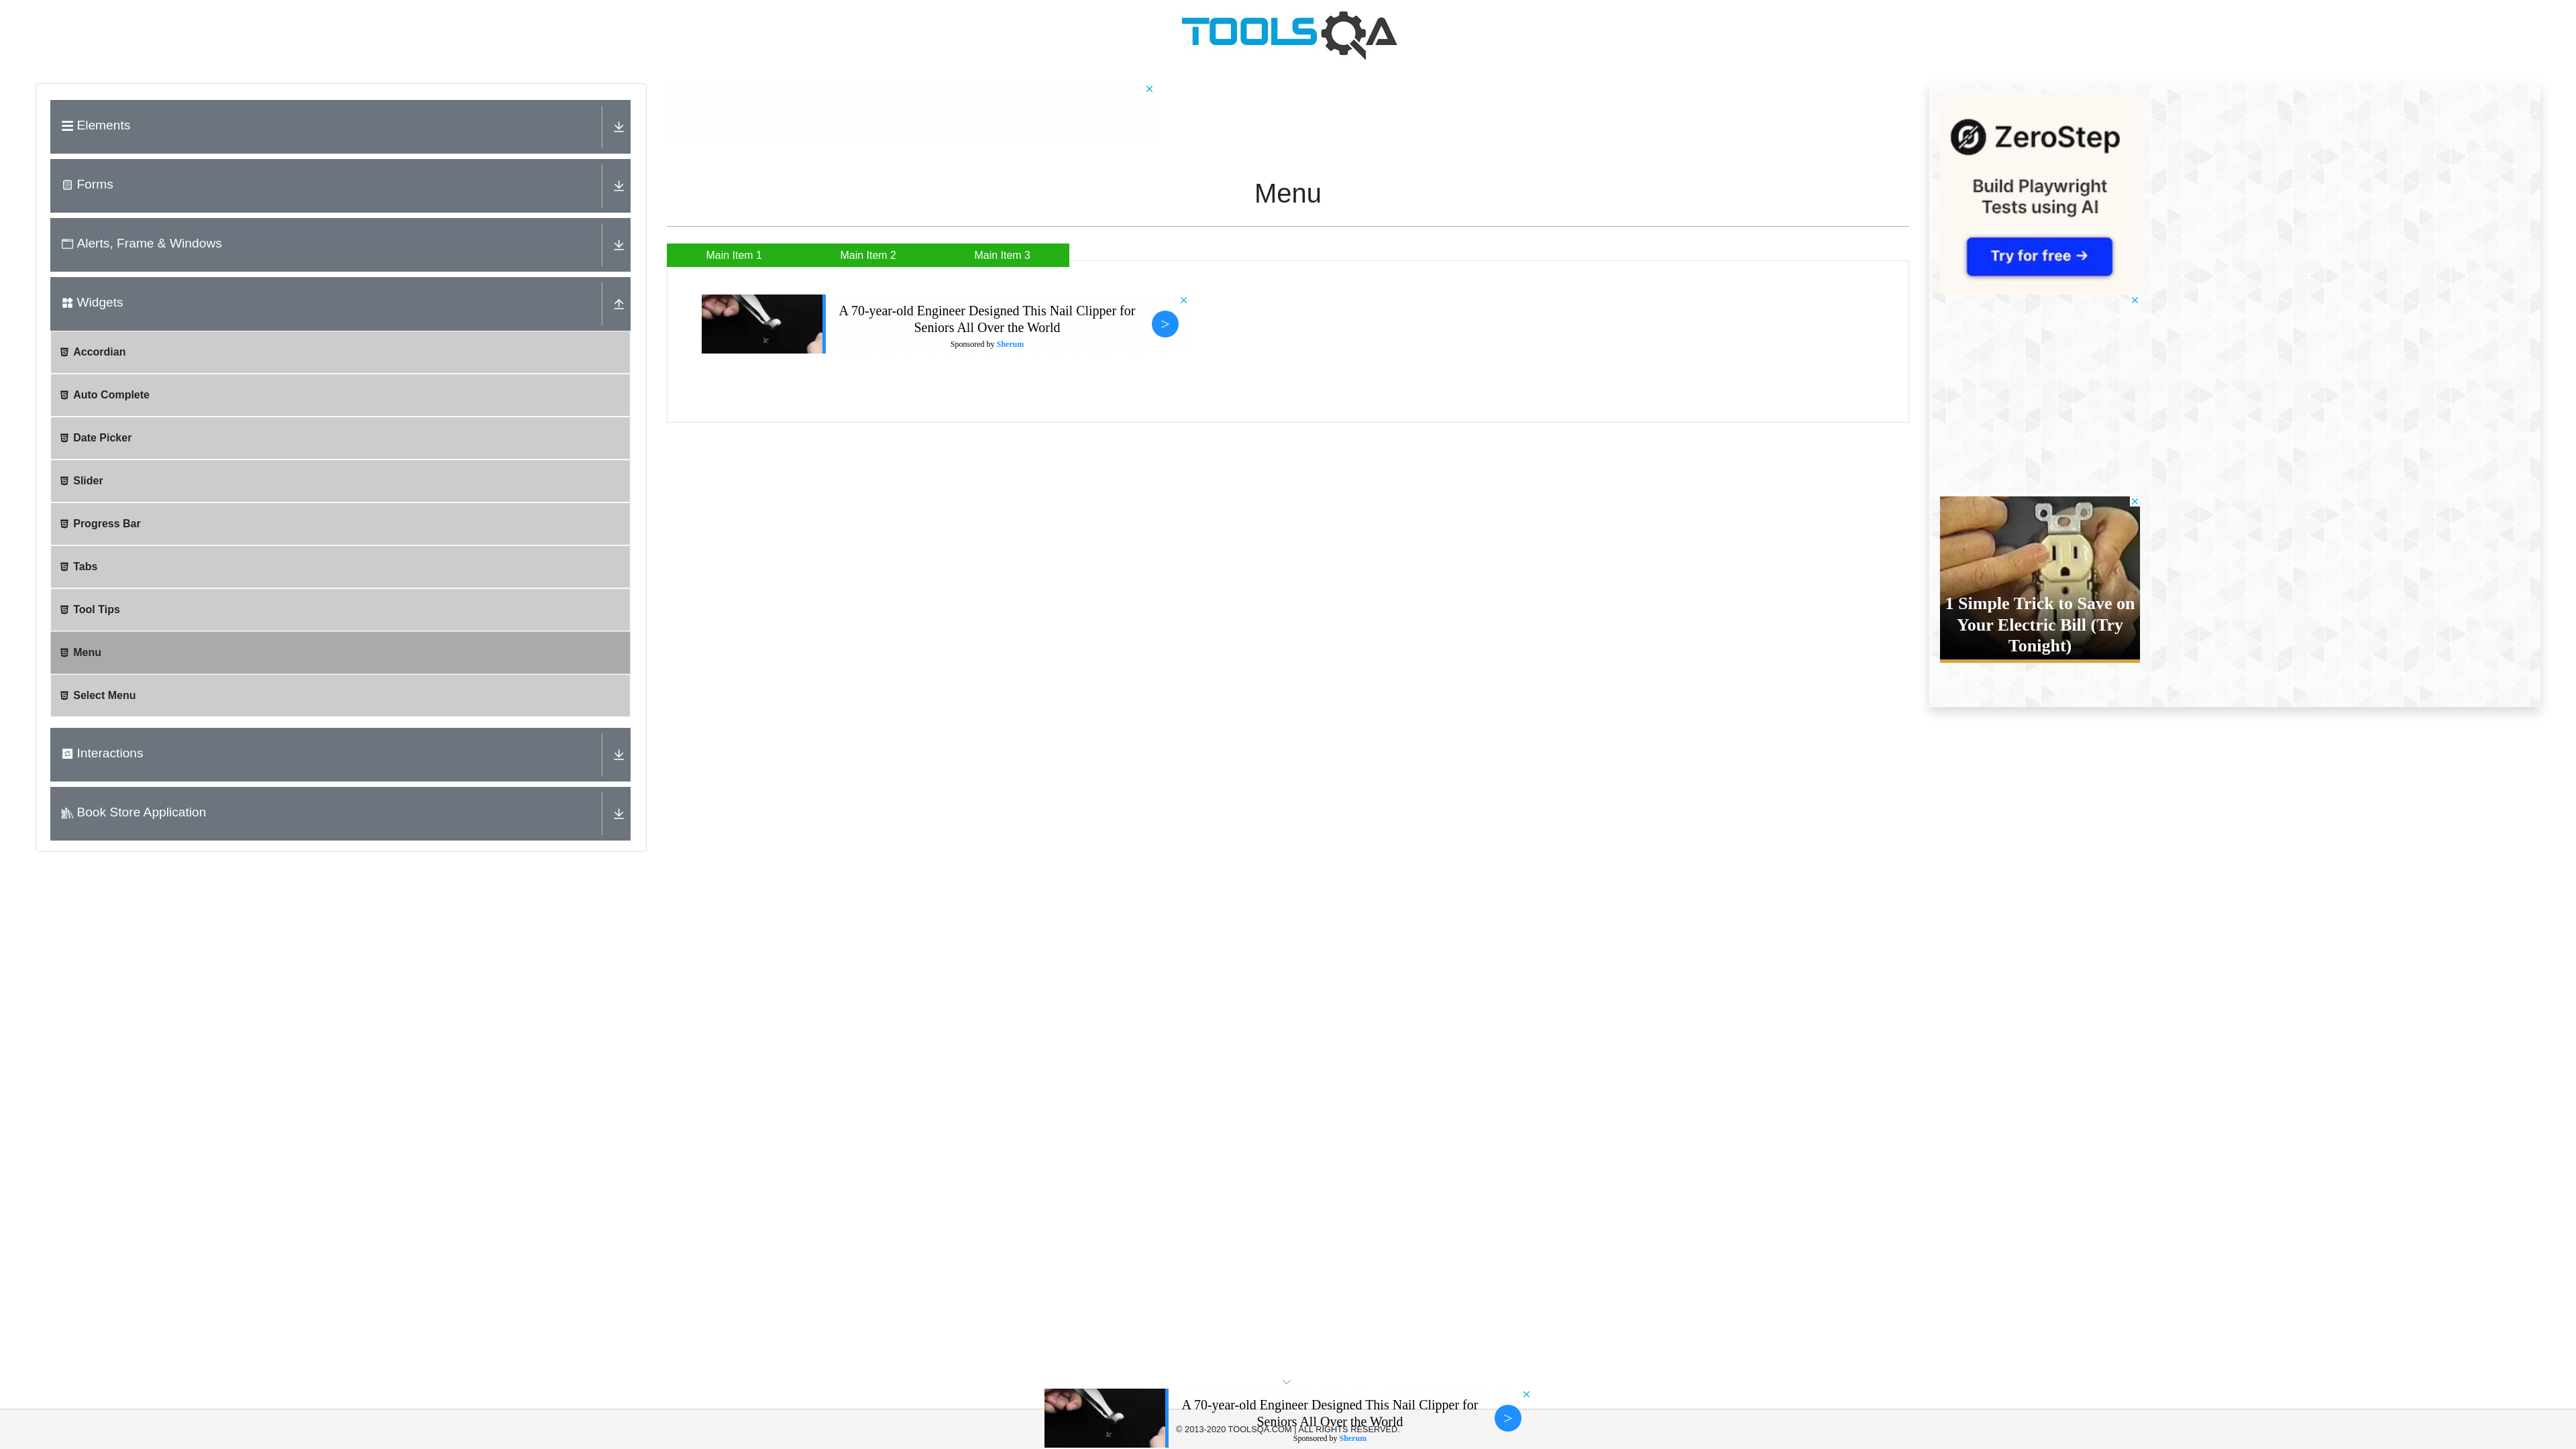 TOOLSQA
Elements
Forms
Alerts, Frame & Windows
Widgets
Accordian
Auto Complete
Date Picker
Slider
Progress Bar
Tabs
Tool Tips
Menu
Select Menu
Interactions
Book Store Application
Menu
Main Item 1
Main Item 2
Main Item 3
A 70-year-old Engineer Designed This Nail Clipper for
Seniors All Over the World
Sponsored by Sherum
>
ZeroStep
Build Playwright
Tests using AI
Try for free →
1 Simple Trick to Save on
Your Electric Bill (Try
Tonight)
A 70-year-old Engineer Designed This Nail Clipper for
Seniors All Over the World
© 2013-2020 TOOLSQA.COM | ALL RIGHTS RESERVED.
Sponsored by Sherum
>